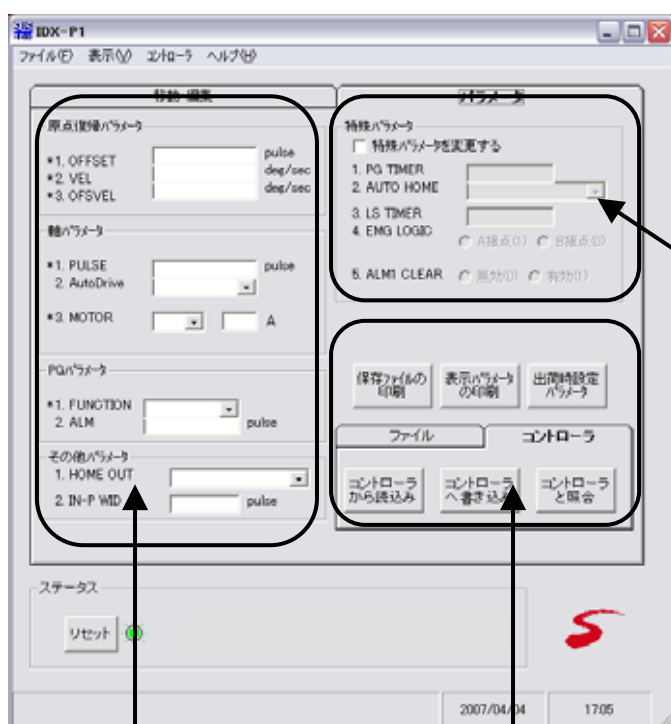 IDX-P1
ファイル(F) 表示(V) コントローラ ヘルプ(H)
移動・編集
パラメータ
原点復帰パラメータ
*1. OFFSET pulse
*2. VEL deg/sec
*3. OFSVEL deg/sec
軸パラメータ
*1. PULSE pulse
2. AutoDrive
*3. MOTOR A
PGパラメータ
*1. FUNCTION
2. ALM pulse
その他パラメータ
1. HOME OUT
2. IN-P WID pulse
特殊パラメータ
特殊パラメータを変更する
1. PG TIMER
2. AUTO HOME
3. LS TIMER
4. EMG LOGIC A接点(1) B接点(0)
5. ALM1 CLEAR 無効(0) 有効(1)
保存ファイルの印刷
表示パラメータの印刷
出荷時設定パラメータ
ファイル
コントローラ
コントローラから読込み
コントローラへ書き込み
コントローラと照合
ステータス
リセット
2007/04/04 17:05